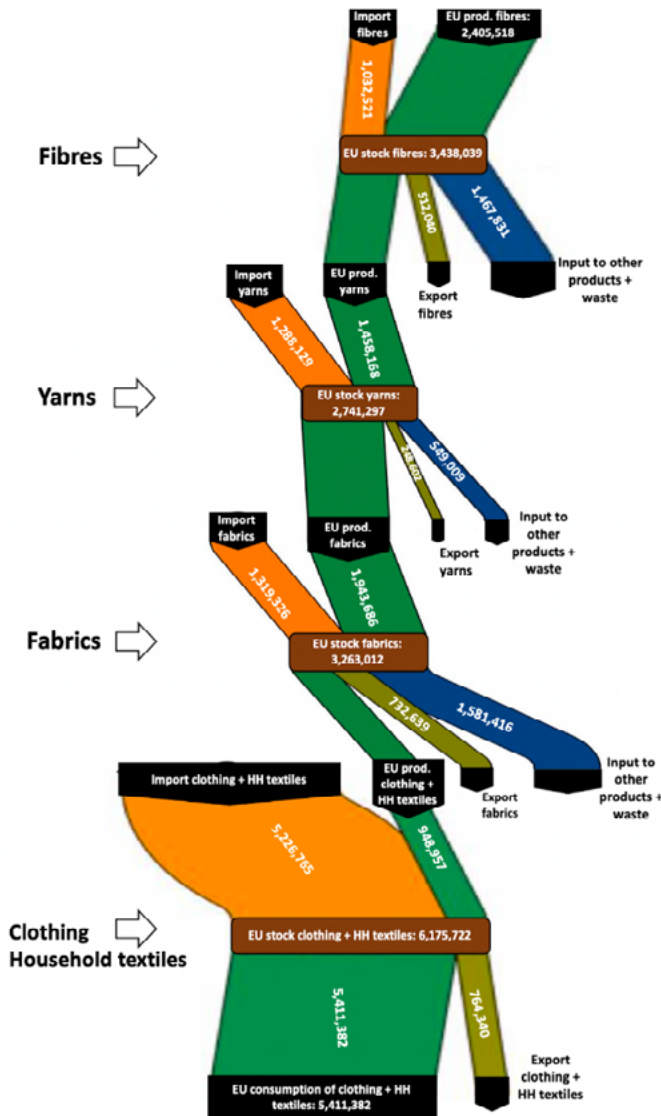 Import
fibres
EU prod. fibres:
2,405,518
1,032,521
Fibres
EU stock fibres: 3,438,039
512,040
1,467,831
Import
yarns
EU prod.
yarns
Export
fibres
Input to other
products +
waste
1,288,129
1,458,168
Yarns
EU stock yarns:
2,741,297
248,602
549,009
Import
fabrics
EU prod.
fabrics
Export
yarns
Input to
other
products +
waste
1,319,326
1,943,686
Fabrics
EU stock fabrics:
3,263,012
732,639
1,581,416
Import clothing + HH textiles
EU prod.
clothing +
HH textiles
Export
fabrics
Input to
other
products +
waste
5,226,765
948,957
Clothing
Household textiles
EU stock clothing + HH textiles: 6,175,722
5,411,382
764,340
EU consumption of clothing + HH
textiles: 5,411,382
Export
clothing +
HH textiles